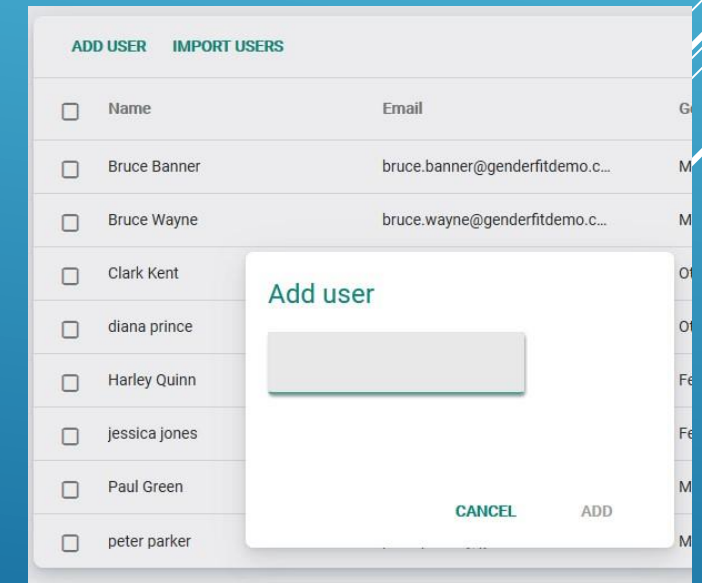 ADD USER IMPORT USERS
Name Email
Bruce Banner bruce.banner@genderfitdemo.c...
Bruce Wayne bruce.wayne@genderfitdemo.c...
Clark Kent
diana prince
Harley Quinn
jessica jones
Paul Green
peter parker
Add user
CANCEL ADD